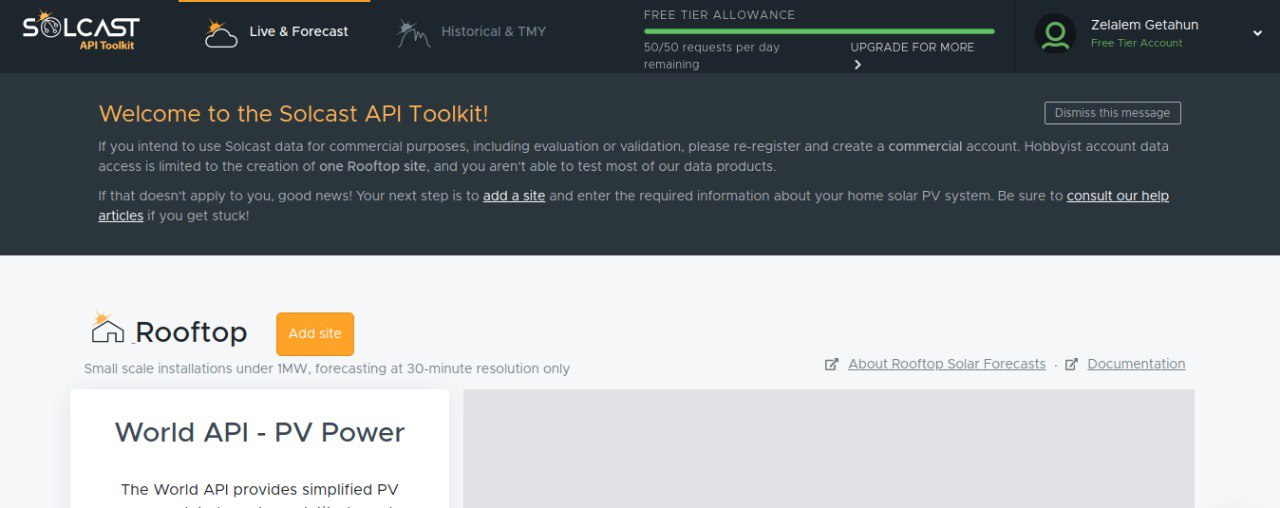 SOLCAST
API Toolkit
Live & Forecast
Historical & TMY
FREE TIER ALLOWANCE
50/50 requests per day
remaining
UPGRADE FOR MORE
Zelalem Getahun
Free Tier Account
Welcome to the Solcast API Toolkit!
Dismiss this message
If you intend to use Solcast data for commercial purposes, including evaluation or validation, please re-register and create a commercial account. Hobbyist account data
access is limited to the creation of one Rooftop site, and you aren't able to test most of our data products.
If that doesn't apply to you, good news! Your next step is to add a site and enter the required information about your home solar PV system. Be sure to consult our help
articles if you get stuck!
Rooftop
Add site
Small scale installations under 1MW, forecasting at 30-minute resolution only
About Rooftop Solar Forecasts · Documentation
World API - PV Power
The World API provides simplified PV